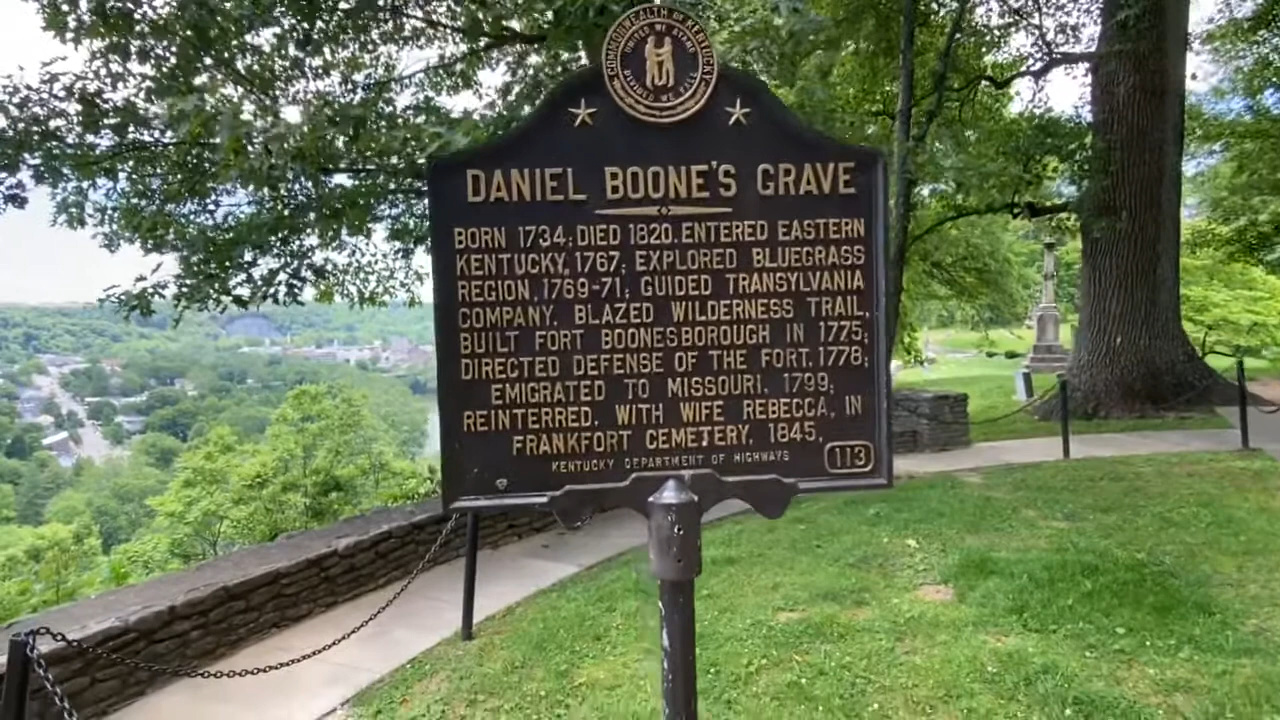 COMMONWEALTH OF KENTUCKY
UNITED WE STAND
DIVIDED WE FALL
DANIEL BOONE'S GRAVE
BORN 1734; DIED 1820. ENTERED EASTERN
KENTUCKY, 1767; EXPLORED BLUEGRASS
REGION, 1769-71; GUIDED TRANSYLVANIA
COMPANY, BLAZED WILDERNESS TRAIL,
BUILT FORT BOONESBOROUGH IN 1775;
DIRECTED DEFENSE OF THE FORT, 1778;
EMIGRATED TO MISSOURI, 1799;
REINTERRED, WITH WIFE REBECCA, IN
FRANKFORT CEMETERY, 1845.
KENTUCKY DEPARTMENT OF HIGHWAYS
113